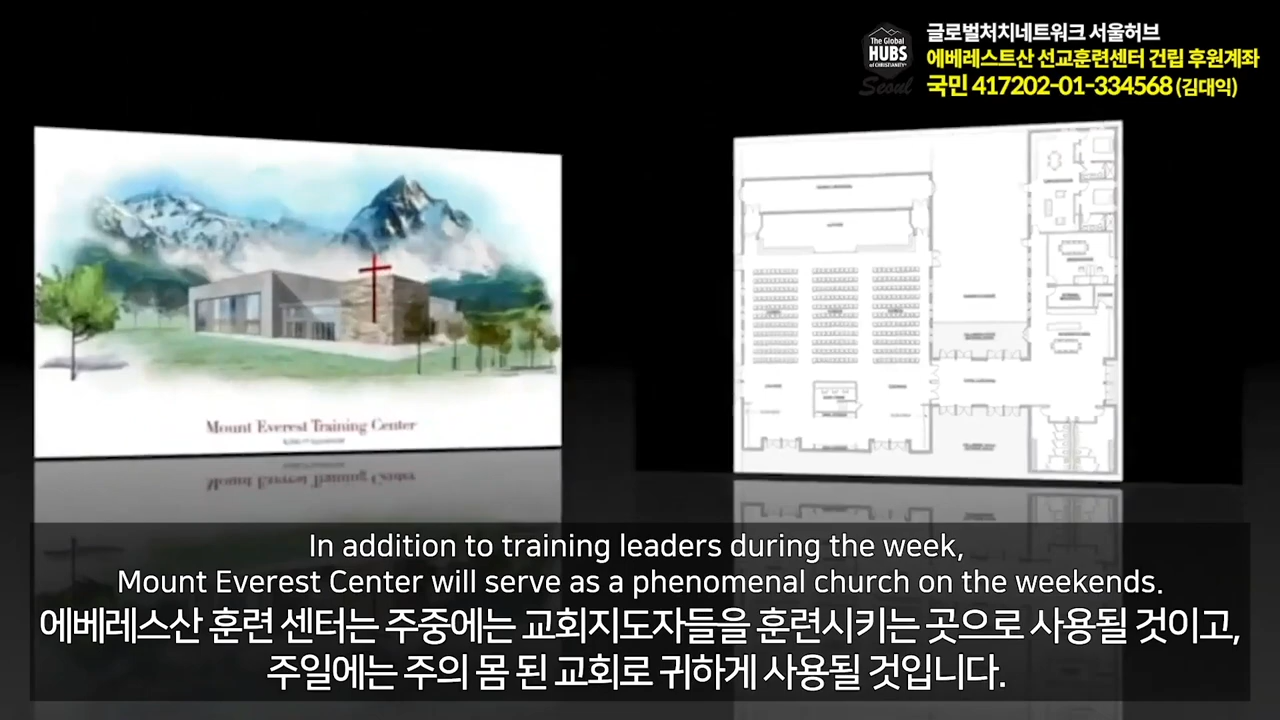 The Global
HUBS
of CHRISTIANITY
Seoul
글로벌처치네트워크 서울허브
에베레스트산 선교훈련센터 건립 후원계좌
국민 417202-01-334568 (김대익)
Mount Everest Training Center
In addition to training leaders during the week,
Mount Everest Center will serve as a phenomenal church on the weekends.
에베레스산 훈련 센터는 주중에는 교회지도자들을 훈련시키는 곳으로 사용될 것이고,
주일에는 주의 몸 된 교회로 귀하게 사용될 것입니다.